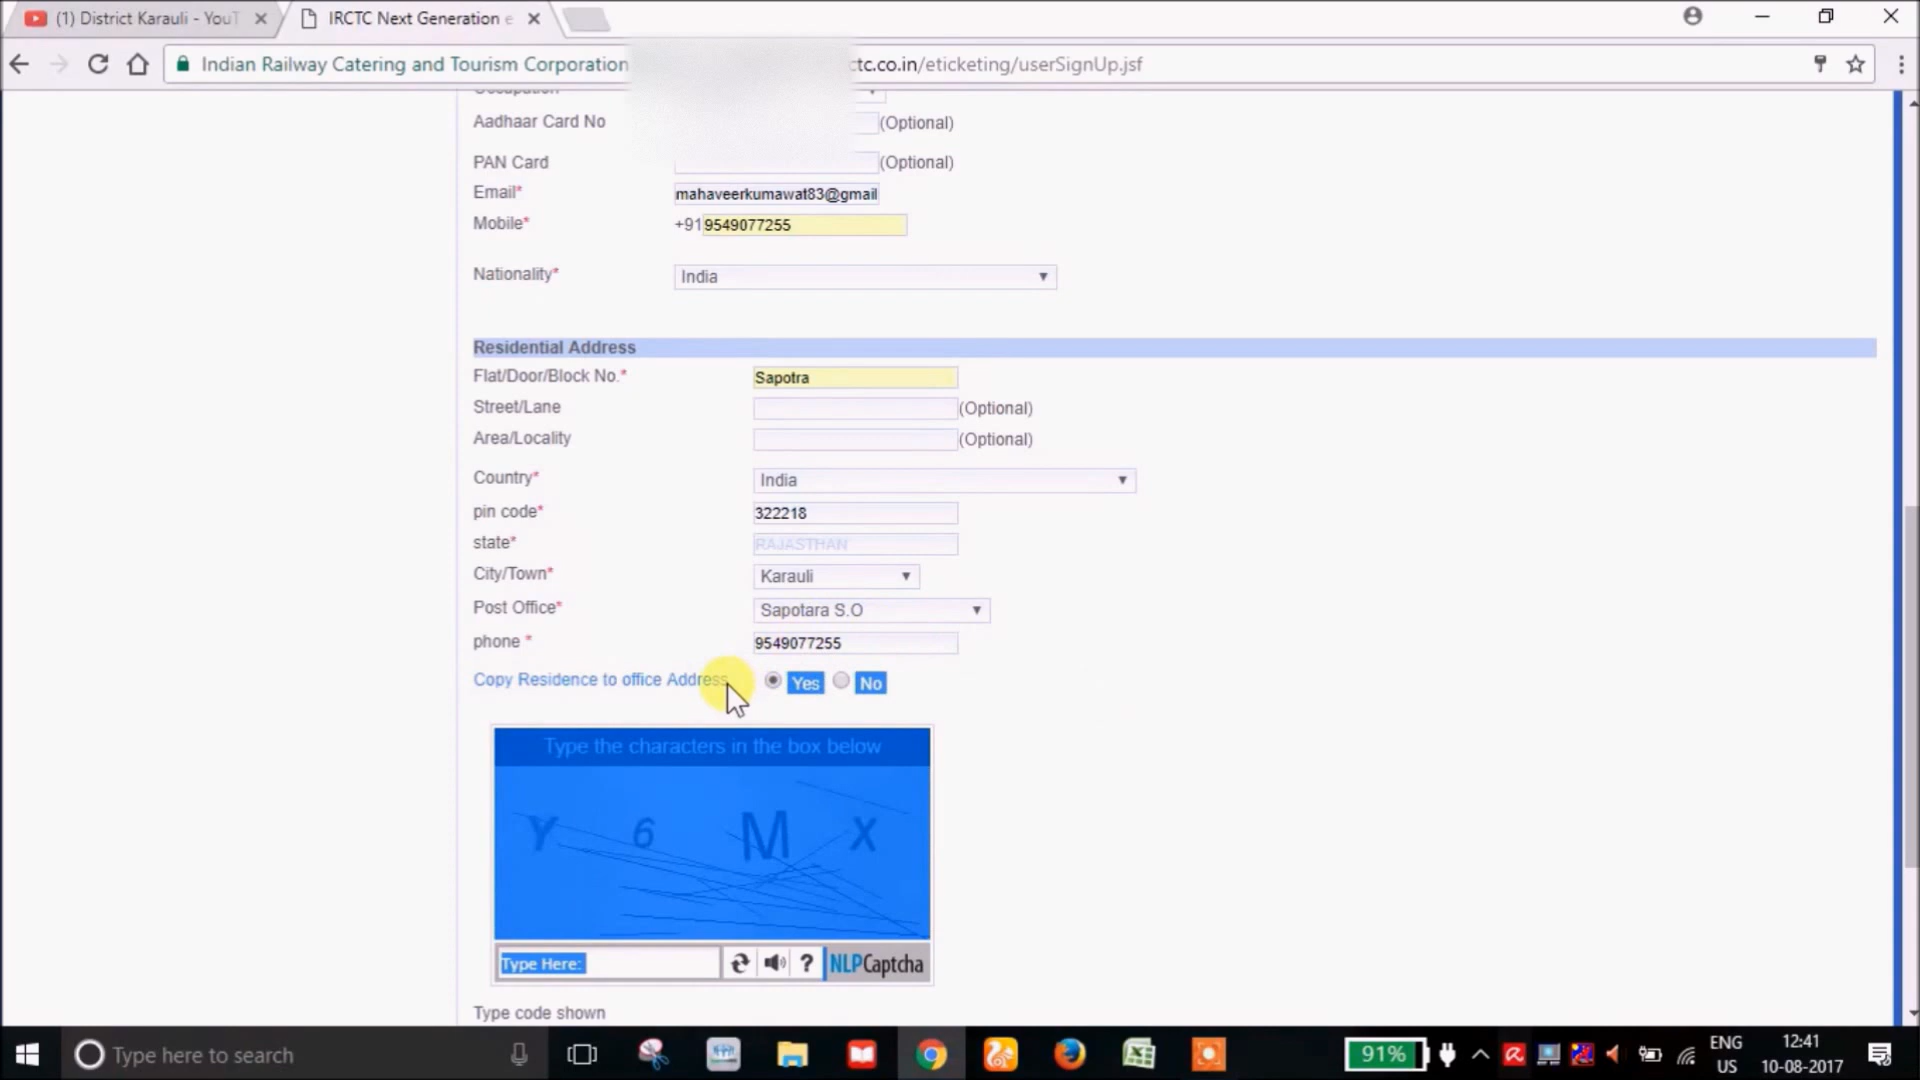 (1) District Karauli - YouT
IRCTC Next Generation e
Indian Railway Catering and Tourism Corporation
ctc.co.in/eticketing/userSignUp.jsf
Occupation
Aadhaar Card No (Optional)
PAN Card (Optional)
Email* mahaveerkumawat83@gmail
Mobile* +91 9549077255
Nationality* India
Residential Address
Flat/Door/Block No.* Sapotra
Street/Lane (Optional)
Area/Locality (Optional)
Country* India
pin code* 322218
state* RAJASTHAN
City/Town* Karauli
Post Office* Sapotara S.O
phone * 9549077255
Copy Residence to office Address Yes No
Type the characters in the box below
Y 6 M X
Type Here: ? NLPCaptcha
Type code shown
Type here to search
91%
ENG
US
12:41
10-08-2017